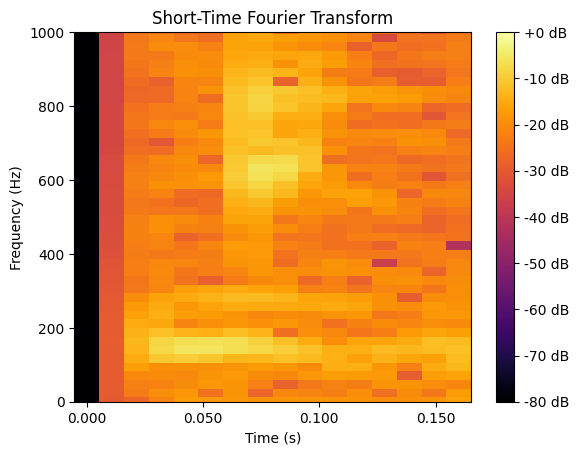 Short-Time Fourier Transform
Frequency (Hz)
1000
800
600
400
200
0
0.000
0.050
0.100
0.150
Time (s)
+0 dB
-10 dB
-20 dB
-30 dB
-40 dB
-50 dB
-60 dB
-70 dB
-80 dB